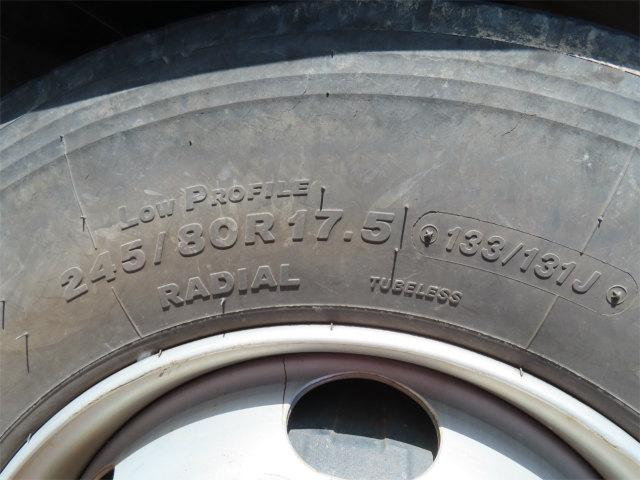 LOW PROFILE
245/80R17.5 133/131J
RADIAL TUBELESS